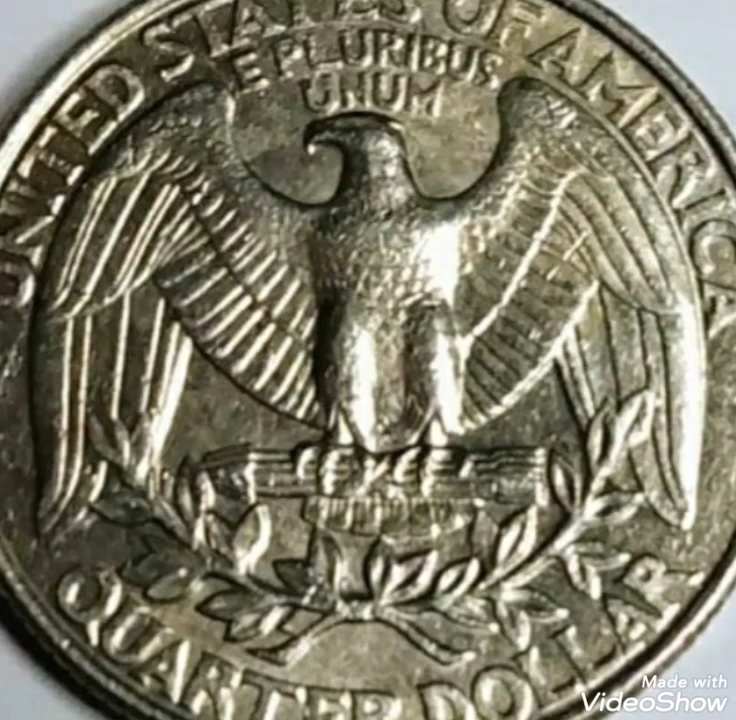 UNITED STATES OF AMERICA
E PLURIBUS
UNUM
QUARTER DOLLAR
Made with
VideoShow